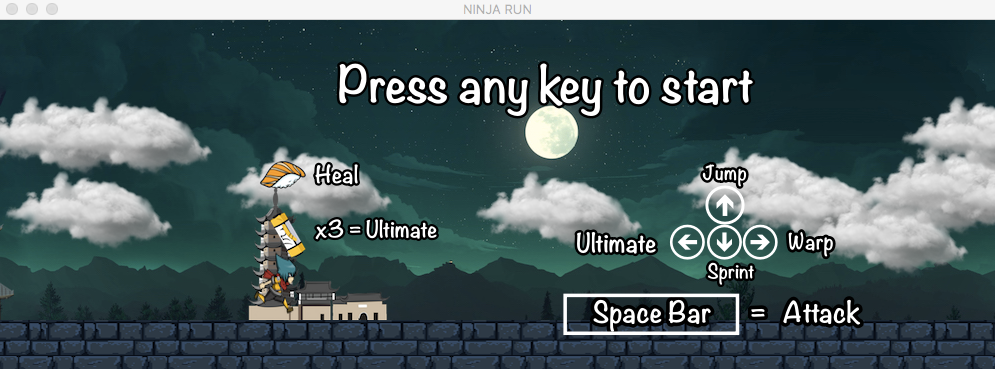 NINJA RUN
Press any key to start
Heal
x3 = Ultimate
Jump
Ultimate
Warp
Sprint
Space Bar = Attack